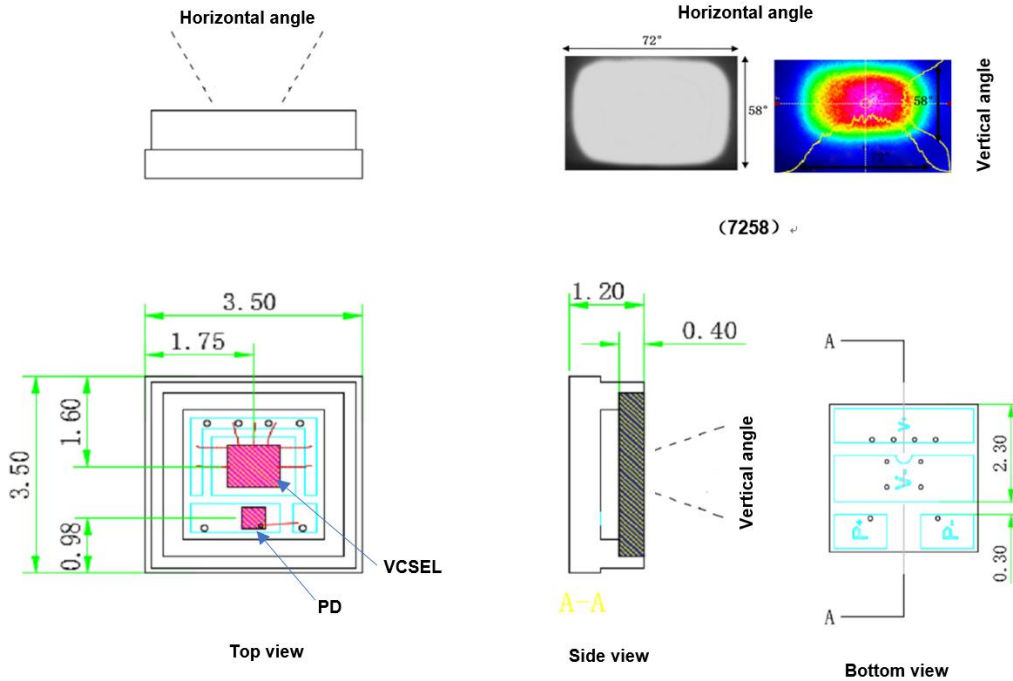 Horizontal angle
Horizontal angle
72°
58°
58°
72°
Vertical angle
（7258）
3.50
1.75
1.60
3.50
0.98
VCSEL
PD
Top view
1.20
0.40
Vertical angle
A-A
Side view
A
V+
V-
P+
P-
2.30
0.30
A
Bottom view